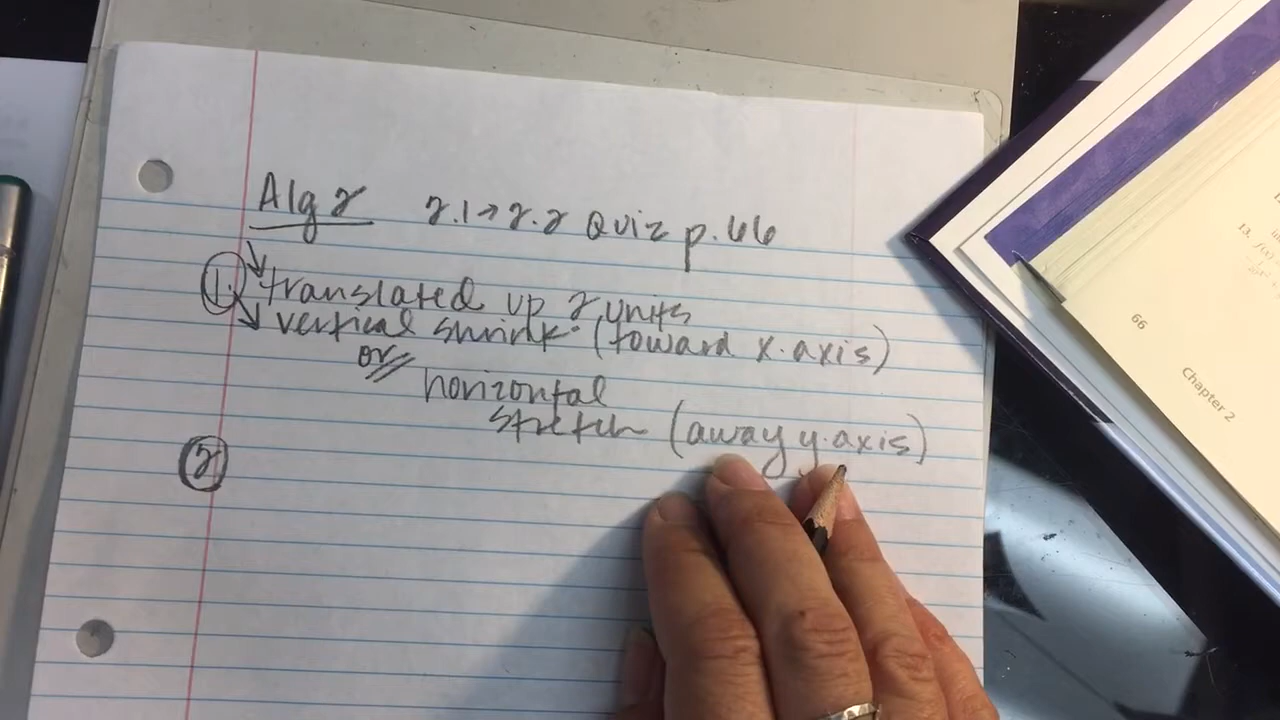 Alg 2 2.1→2.2 Quiz p.66
1. translated up 2 units
vertical shrink (toward x-axis)
or
horizontal
stretch (away y-axis)
2
13. f(x)
66
Chapter 2